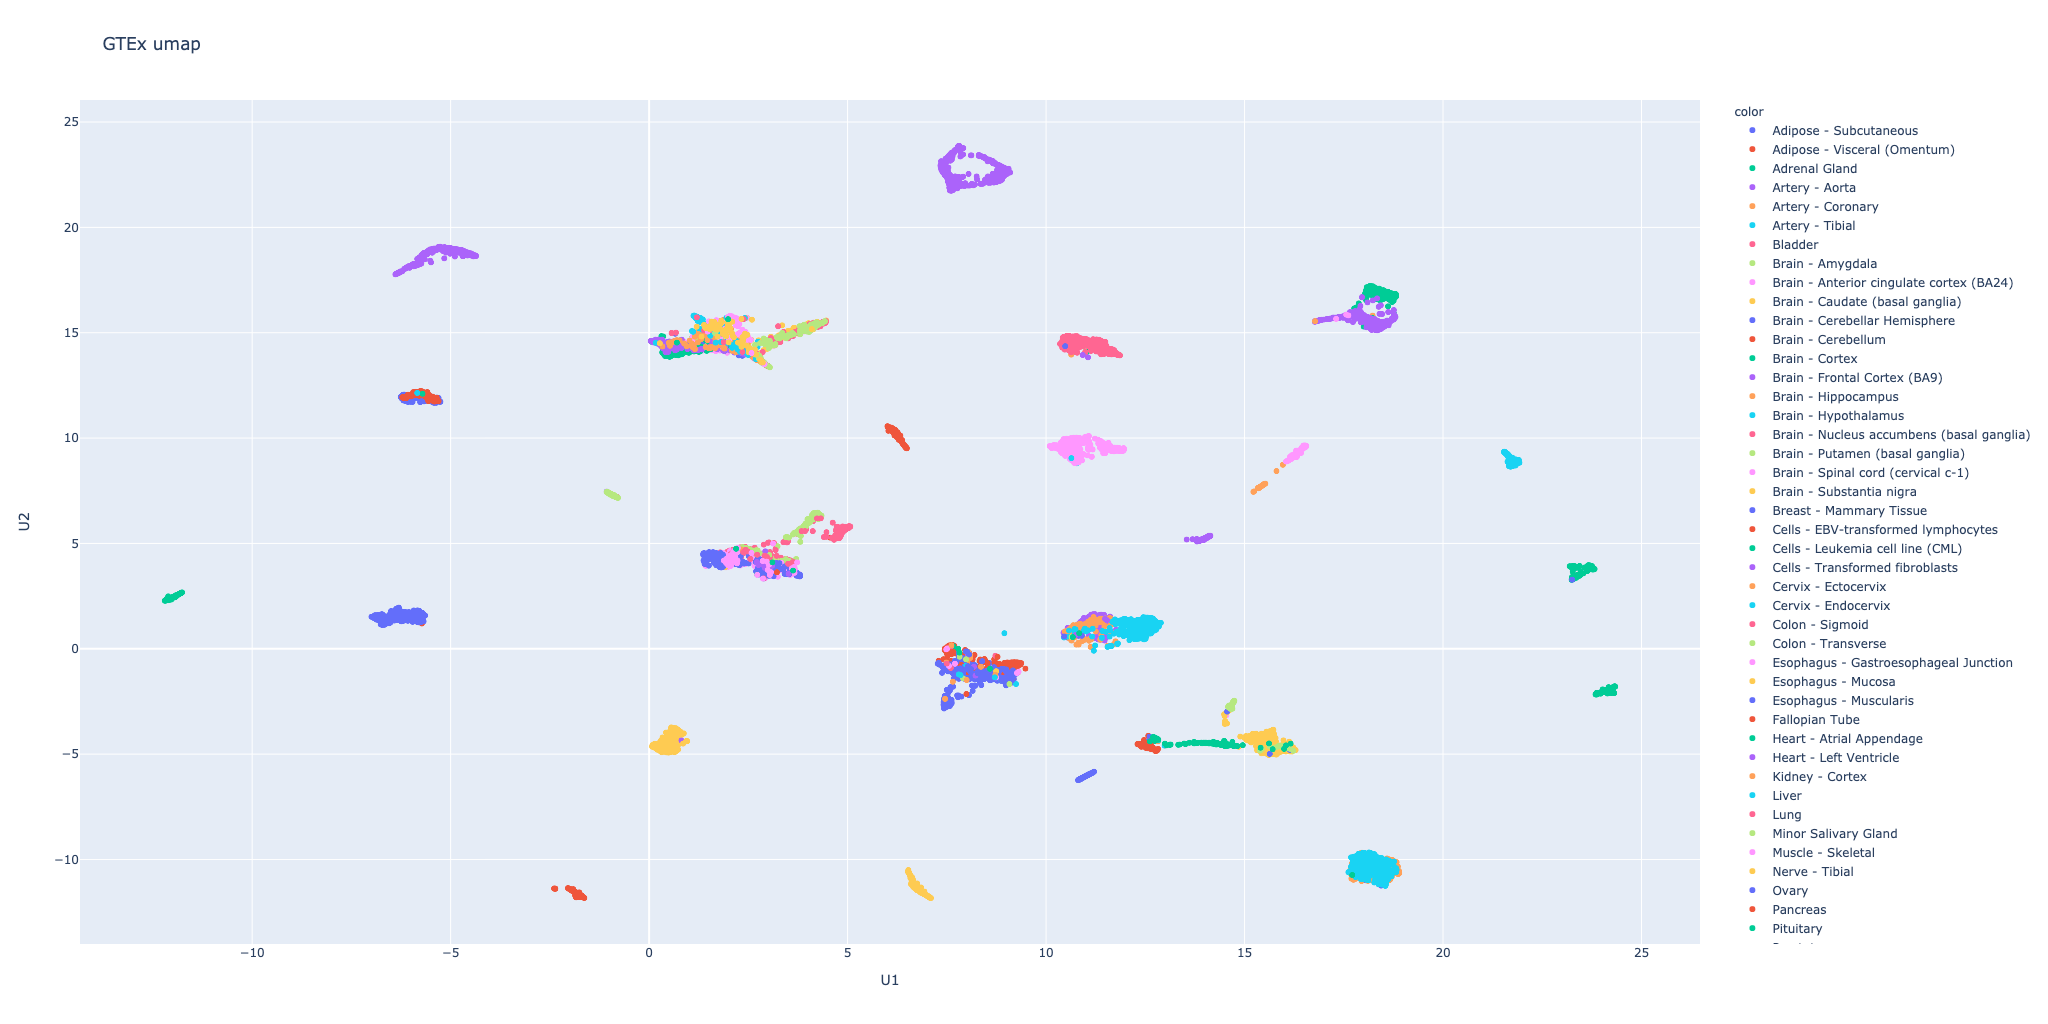 GTEx umap
color
Adipose - Subcutaneous
Adipose - Visceral (Omentum)
Adrenal Gland
Artery - Aorta
Artery - Coronary
Artery - Tibial
Bladder
Brain - Amygdala
Brain - Anterior cingulate cortex (BA24)
Brain - Caudate (basal ganglia)
Brain - Cerebellar Hemisphere
Brain - Cerebellum
Brain - Cortex
Brain - Frontal Cortex (BA9)
Brain - Hippocampus
Brain - Hypothalamus
Brain - Nucleus accumbens (basal ganglia)
Brain - Putamen (basal ganglia)
Brain - Spinal cord (cervical c-1)
Brain - Substantia nigra
Breast - Mammary Tissue
Cells - EBV-transformed lymphocytes
Cells - Leukemia cell line (CML)
Cells - Transformed fibroblasts
Cervix - Ectocervix
Cervix - Endocervix
Colon - Sigmoid
Colon - Transverse
Esophagus - Gastroesophageal Junction
Esophagus - Mucosa
Esophagus - Muscularis
Fallopian Tube
Heart - Atrial Appendage
Heart - Left Ventricle
Kidney - Cortex
Liver
Lung
Minor Salivary Gland
Muscle - Skeletal
Nerve - Tibial
Ovary
Pancreas
Pituitary
25
20
15
10
5
0
−5
−10
U2
−10 −5 0 5 10 15 20 25
U1